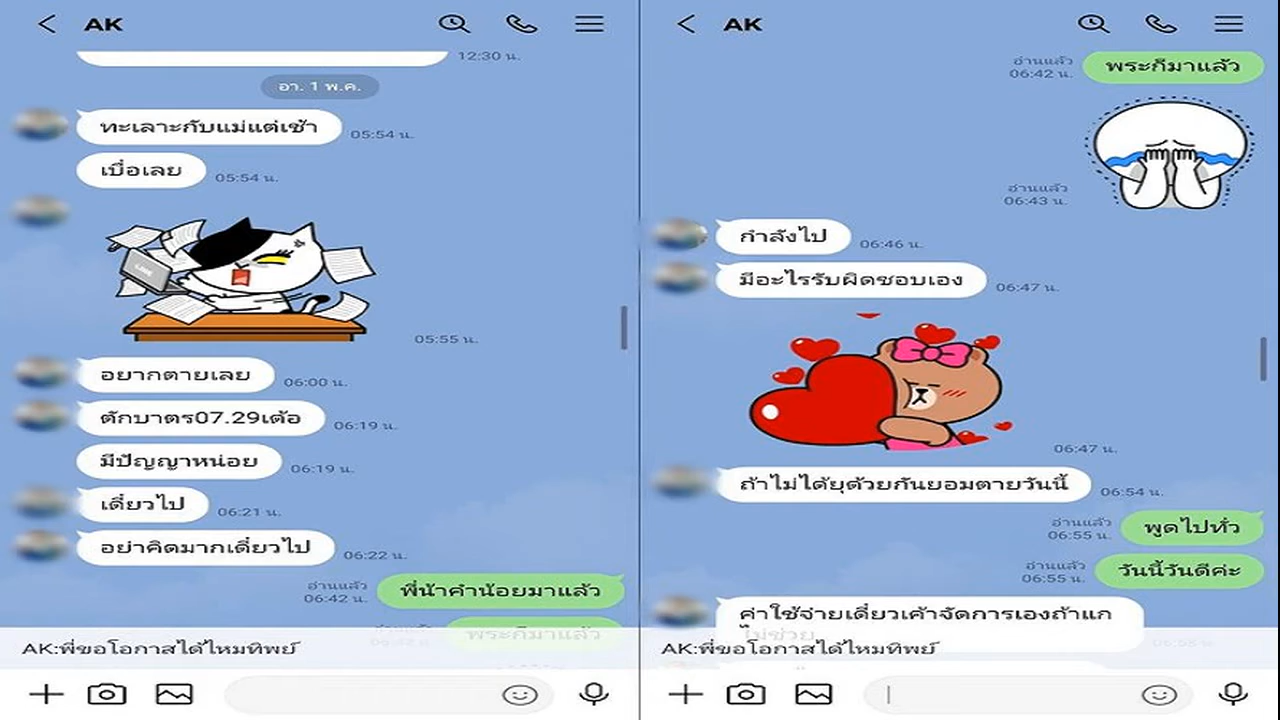 AK
12:30 น.
อา. 1 พ.ค.
ทะเลาะกับแม่แต่เช้า
05:54 น.
เบื่อเลย
05:54 น.
05:55 น.
อยากตายเลย
06:00 น.
ตักบาตร07.29เด้อ
06:19 น.
มีปัญญาหน่อย
06:19 น.
เดี่ยวไป
06:21 น.
อย่าคิดมากเดี่ยวไป
06:22 น.
อ่านแล้ว
06:42 น.
พี่น้าคำน้อยมาแล้ว
พระก็มาแล้ว
AK:พี่ขอโอกาสได้ไหมทิพย์
AK
อ่านแล้ว
06:42 น.
พระก็มาแล้ว
อ่านแล้ว
06:43 น.
กำลังไป
06:46 น.
มีอะไรรับผิดชอบเอง
06:47 น.
06:47 น.
ถ้าไม่ได้ยุด้วยกันยอมตายวันนี้
06:54 น.
อ่านแล้ว
06:55 น.
พูดไปทั่ว
อ่านแล้ว
06:55 น.
วันนี้วันดีค่ะ
ค่าใช้จ่ายเดี่ยวเค้าจัดการเองถ้าแก
ไม่ช่วย
AK:พี่ขอโอกาสได้ไหมทิพย์